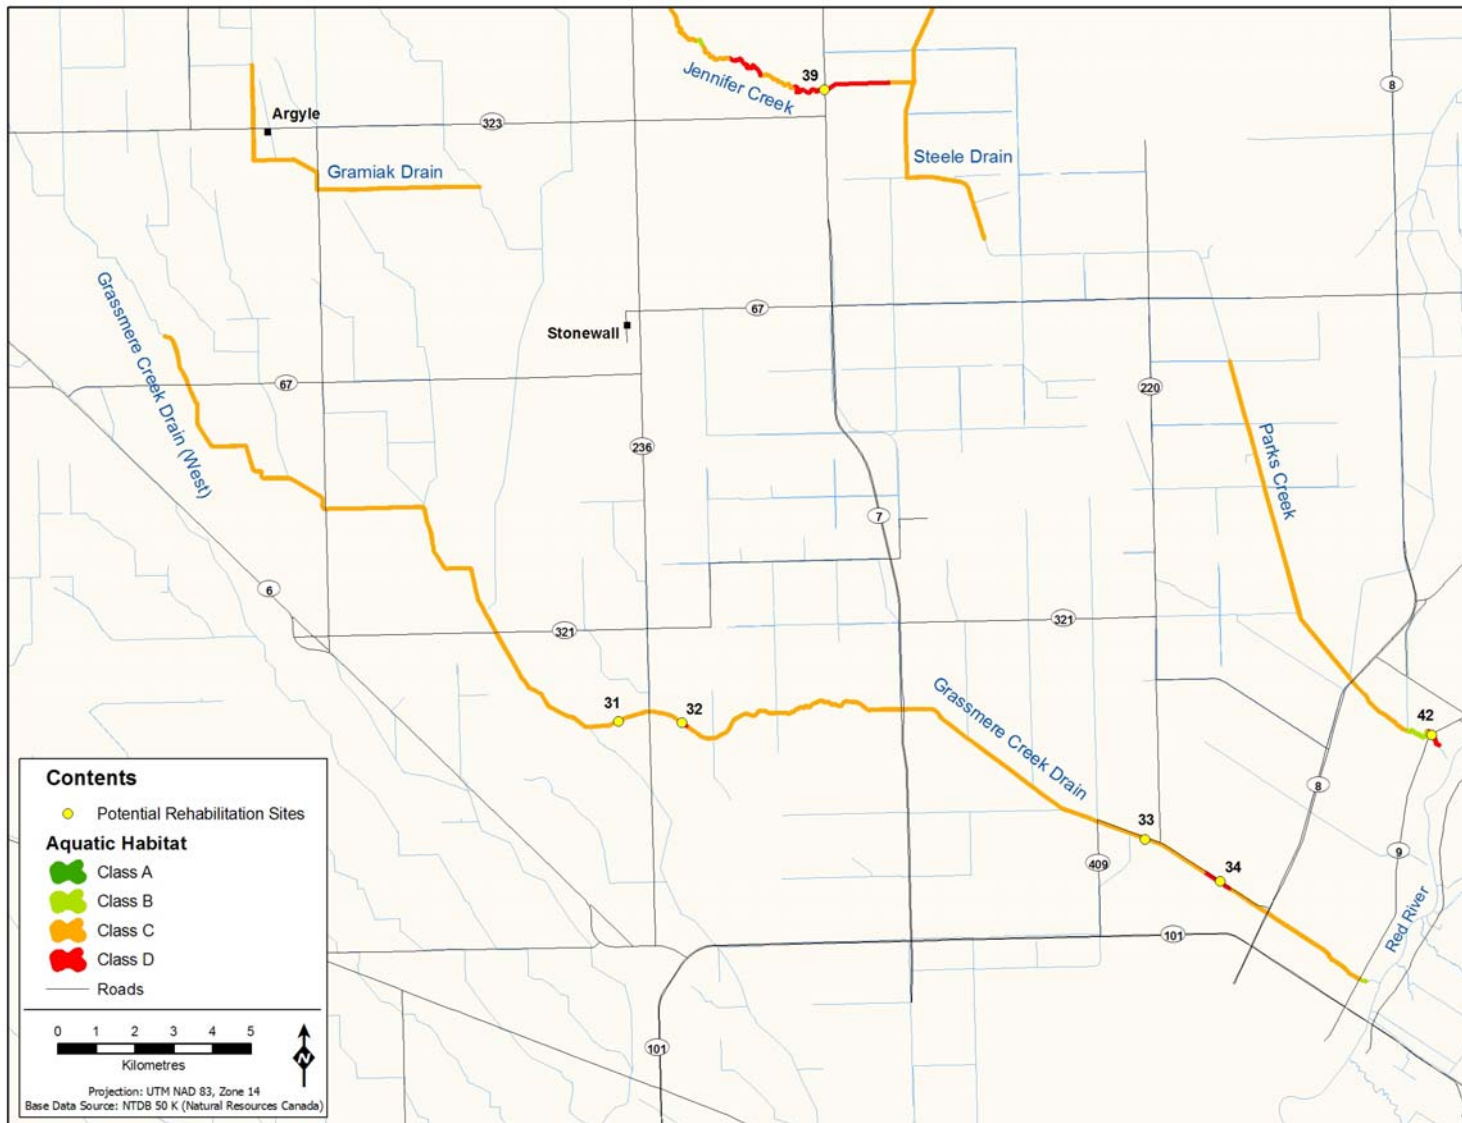 39
8
Jennifer Creek
Argyle
323
Steele Drain
Gramiak Drain
Grassmere Creek Drain (West)
67
Stonewall
67
220
236
Parks Creek
7
6
321
321
31
32
Grassmere Creek Drain
42
8
33
34
409
9
Red River
101
101
Contents
Potential Rehabilitation Sites
Aquatic Habitat
Class A
Class B
Class C
Class D
Roads
0 1 2 3 4 5
Kilometres
N
Projection: UTM NAD 83, Zone 14
Base Data Source: NTDB 50 K (Natural Resources Canada)